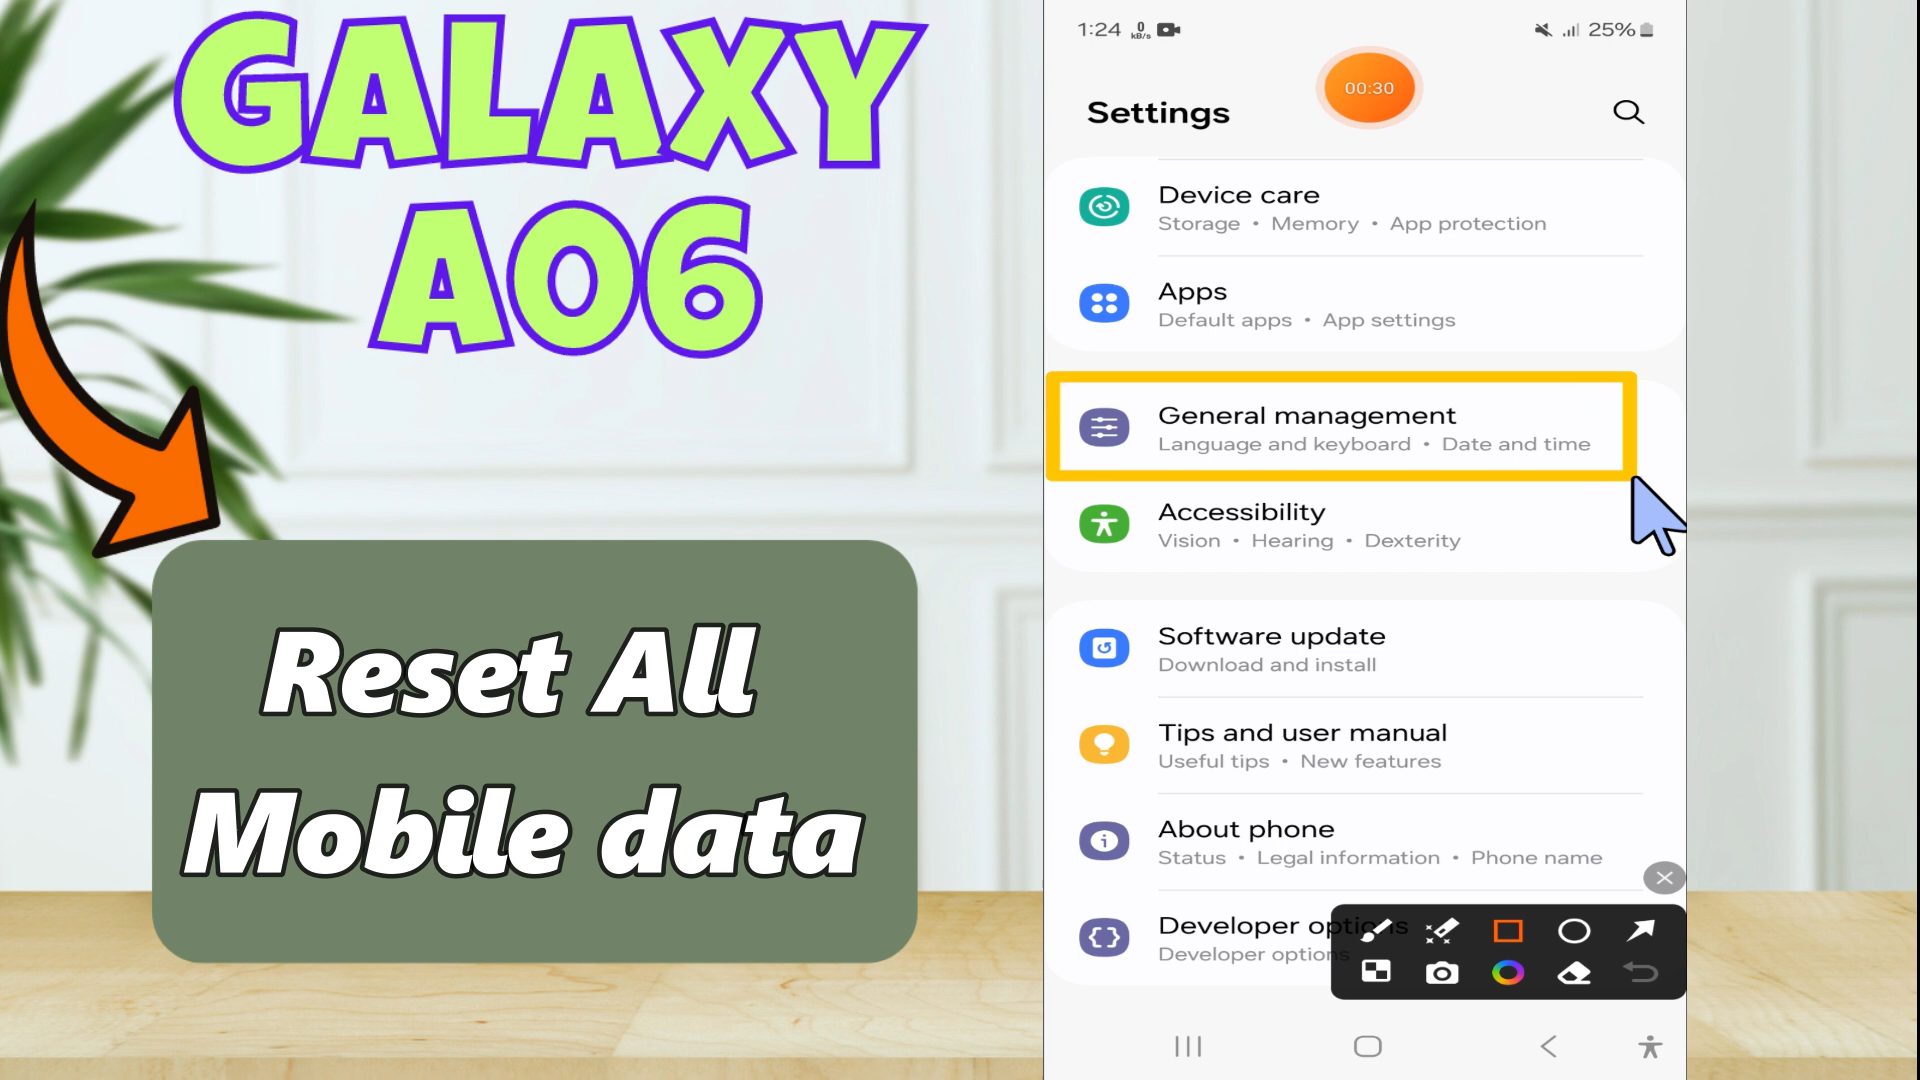 GALAXY
A06
Reset All
Mobile data
1:24 0 kB/s 25%
00:30
Settings
Device care
Storage • Memory • App protection
Apps
Default apps • App settings
General management
Language and keyboard • Date and time
Accessibility
Vision • Hearing • Dexterity
Software update
Download and install
Tips and user manual
Useful tips • New features
About phone
Status • Legal information • Phone name
Developer options
Developer options